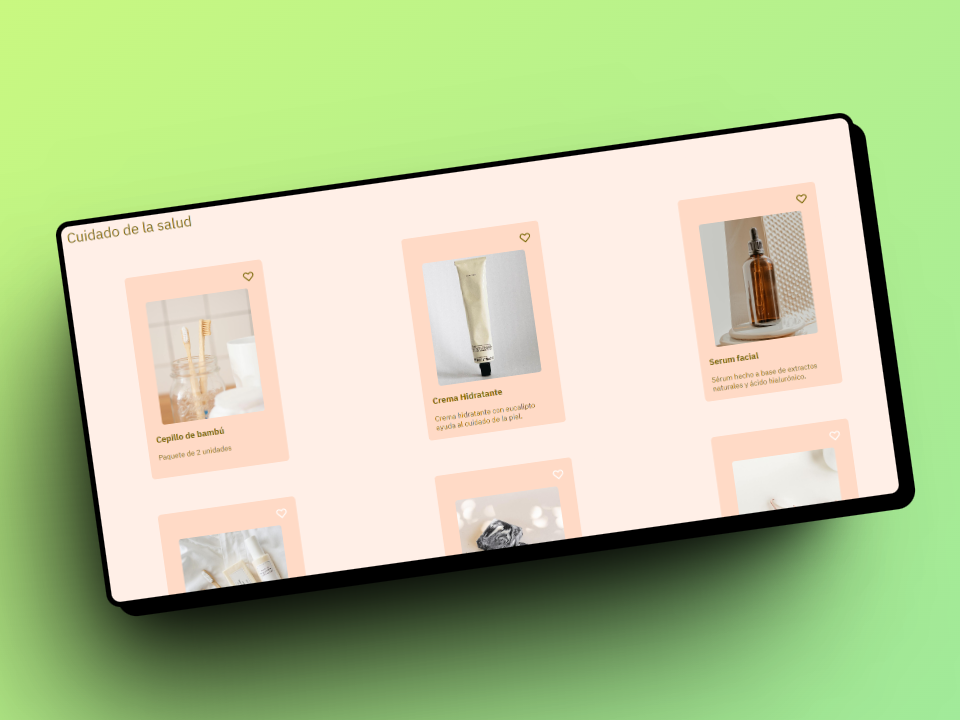 Cuidado de la salud
Cepillo de bambú
Paquete de 2 unidades
Crema Hidratante
Crema hidratante con eucalipto
ayuda al cuidado de la piel.
Serum facial
Sérum hecho a base de extractos
naturales y ácido hialurónico.